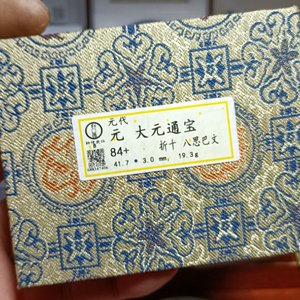 元代
元 大元通宝
84+ 折十 八思巴文
41.7 * 3.0 mm, 19.3g